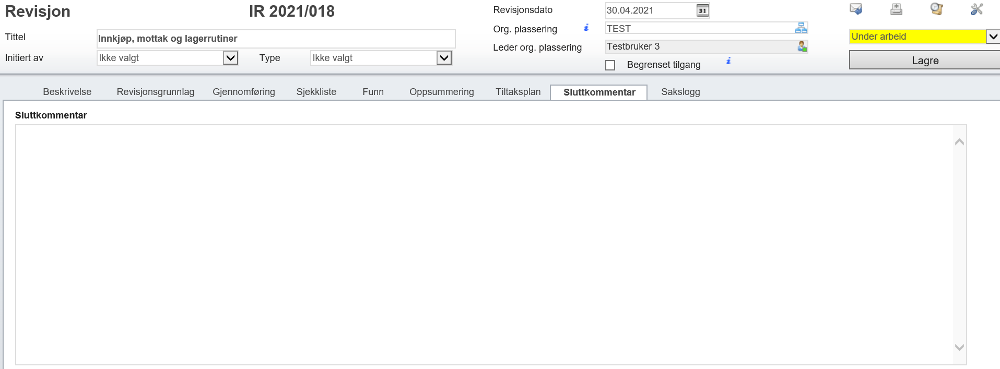 Revisjon IR 2021/018
Revisjonsdato 30.04.2021 31
Org. plassering i TEST
Tittel Innkjøp, mottak og lagerrutiner
Under arbeid
Leder org. plassering Testbruker 3
Initiert av Ikke valgt Type Ikke valgt
Begrenset tilgang i
Lagre
Beskrivelse Revisjonsgrunnlag Gjennomføring Sjekkliste Funn Oppsummering Tiltaksplan Sluttkommentar Sakslogg
Sluttkommentar